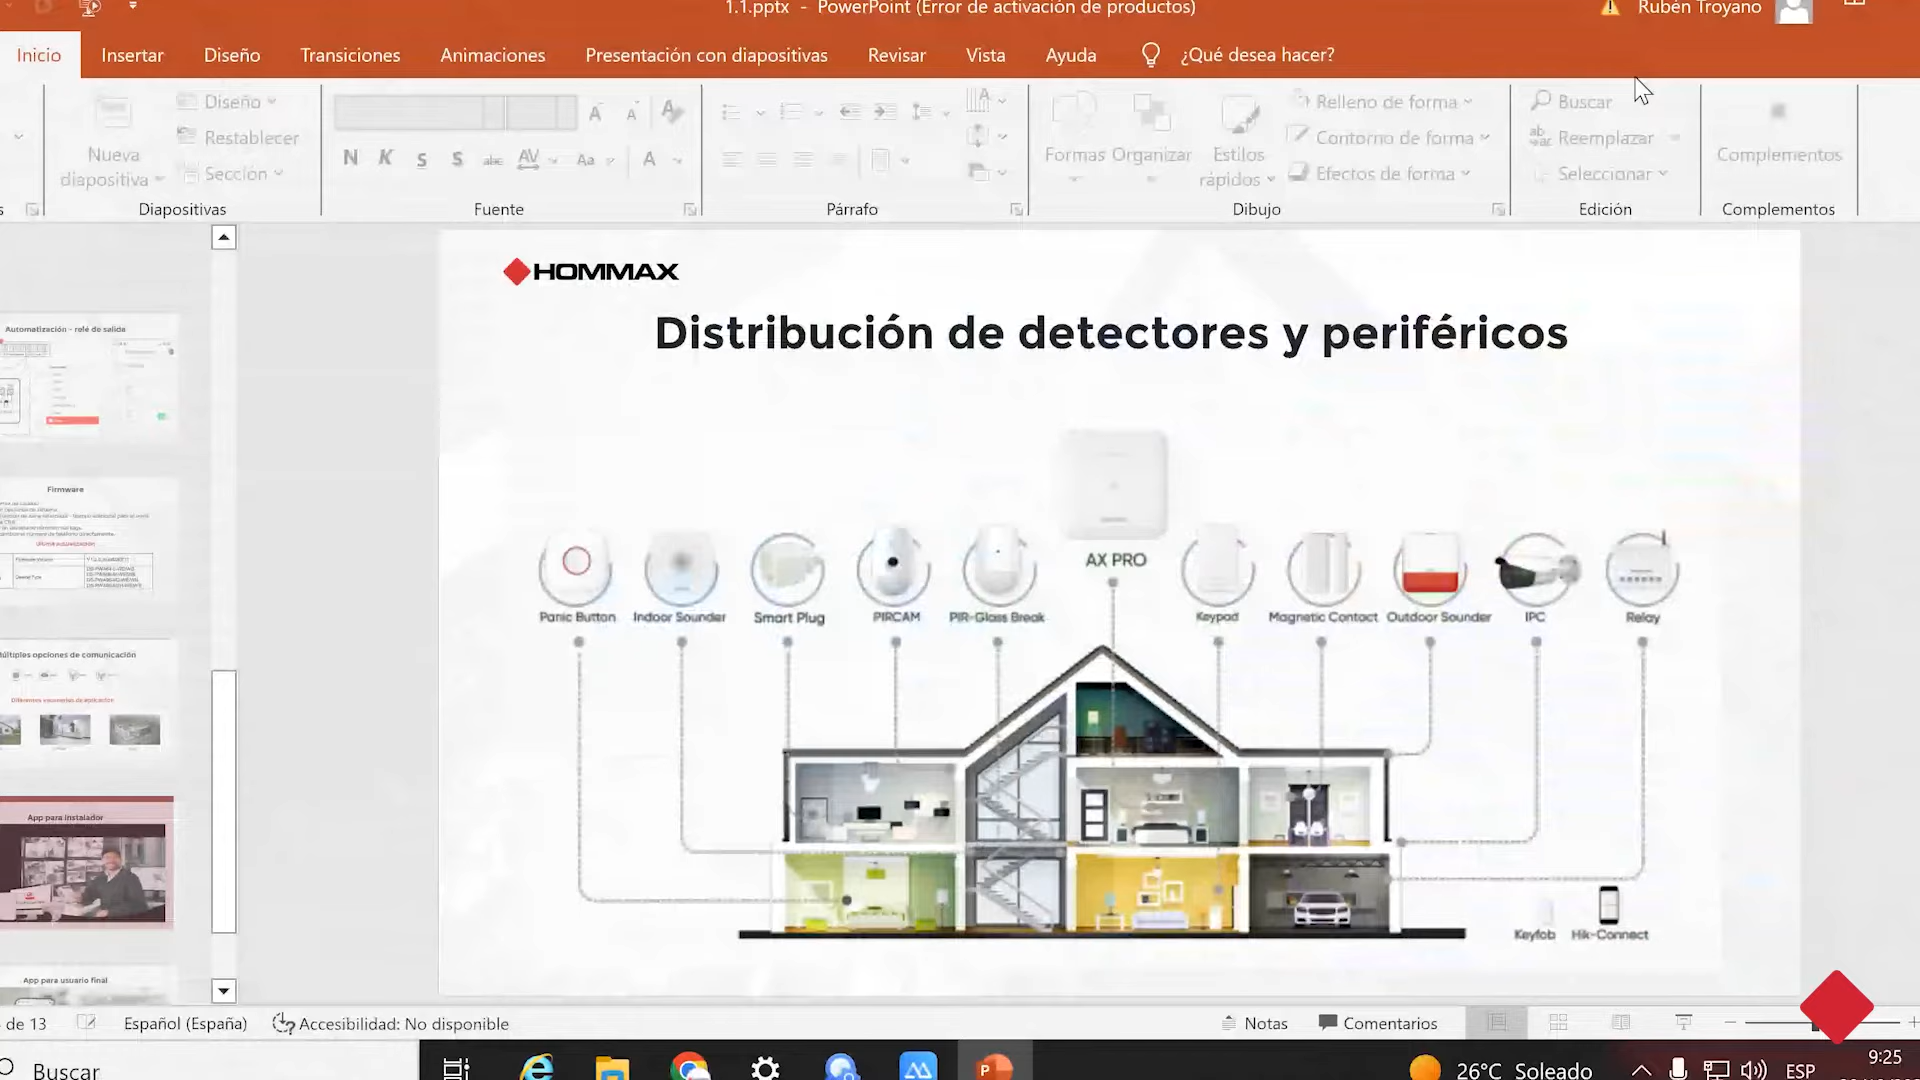 1.1.pptx - PowerPoint (Error de activación de productos)
Rubén Troyano
Inicio Insertar Diseño Transiciones Animaciones Presentación con diapositivas Revisar Vista Ayuda ¿Qué desea hacer?
Nueva
diapositiva
Diseño
Restablecer
Sección
Diapositivas
N K S S abc AV Aa A
Fuente
Párrafo
Formas Organizar Estilos
rápidos
Relleno de forma
Contorno de forma
Efectos de forma
Dibujo
Buscar
Reemplazar
Seleccionar
Edición
Complementos
Complementos
Automatización - relé de salida
Firmware
Múltiples opciones de comunicación
App para instalador
App para usuario final
HOMMAX
Distribución de detectores y periféricos
AX PRO
Panic Button Indoor Sounder Smart Plug PIRCAM PIR-Glass Break Keypad Magnetic Contact Outdoor Sounder IPC Relay
Keyfob Hik-Connect
de 13 Español (España) Accesibilidad: No disponible Notas Comentarios
Buscar
26°C Soleado ESP 9:25